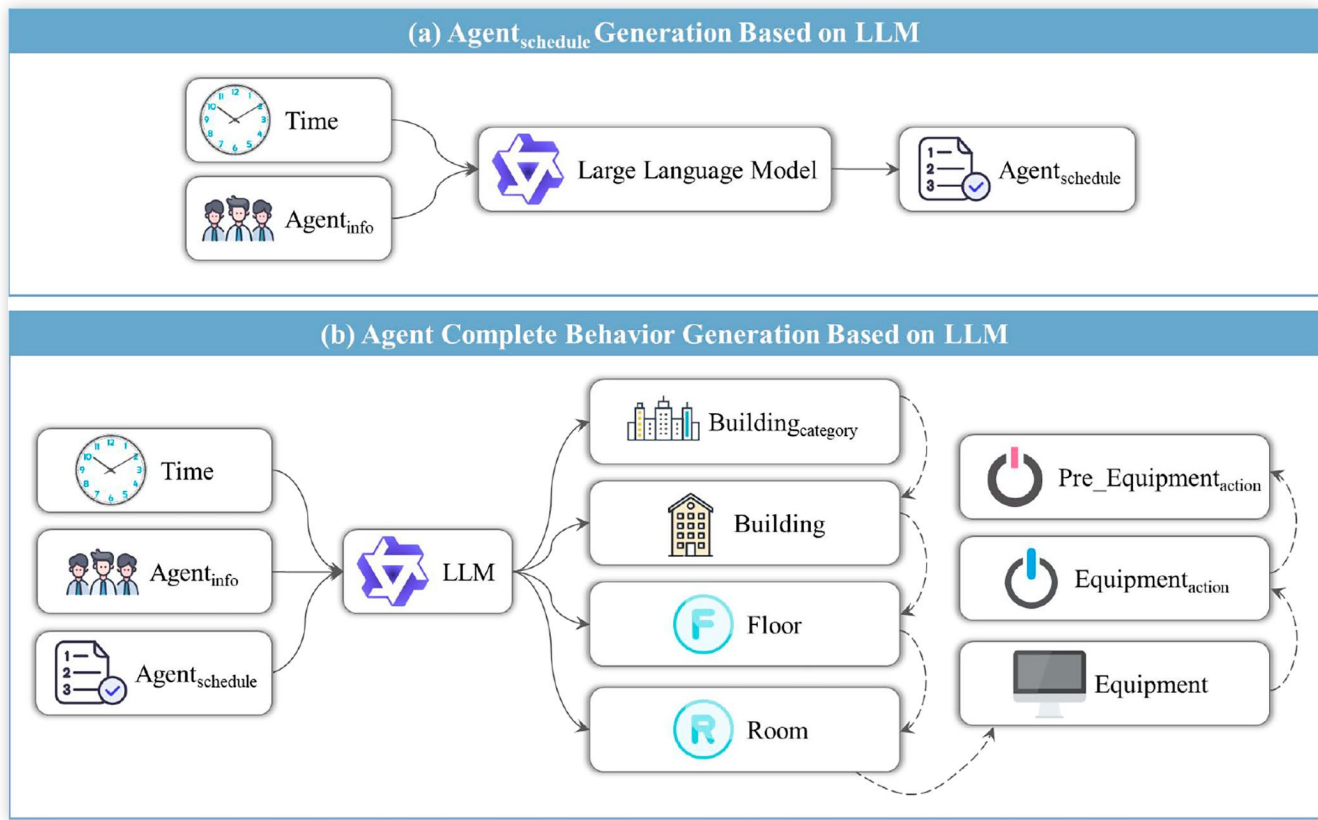 (a) Agentschedule Generation Based on LLM
Time
Agentinfo
Large Language Model
Agentschedule
(b) Agent Complete Behavior Generation Based on LLM
Time
Agentinfo
Agentschedule
LLM
Buildingcategory
Building
Floor
Room
Pre_Equipmentaction
Equipmentaction
Equipment